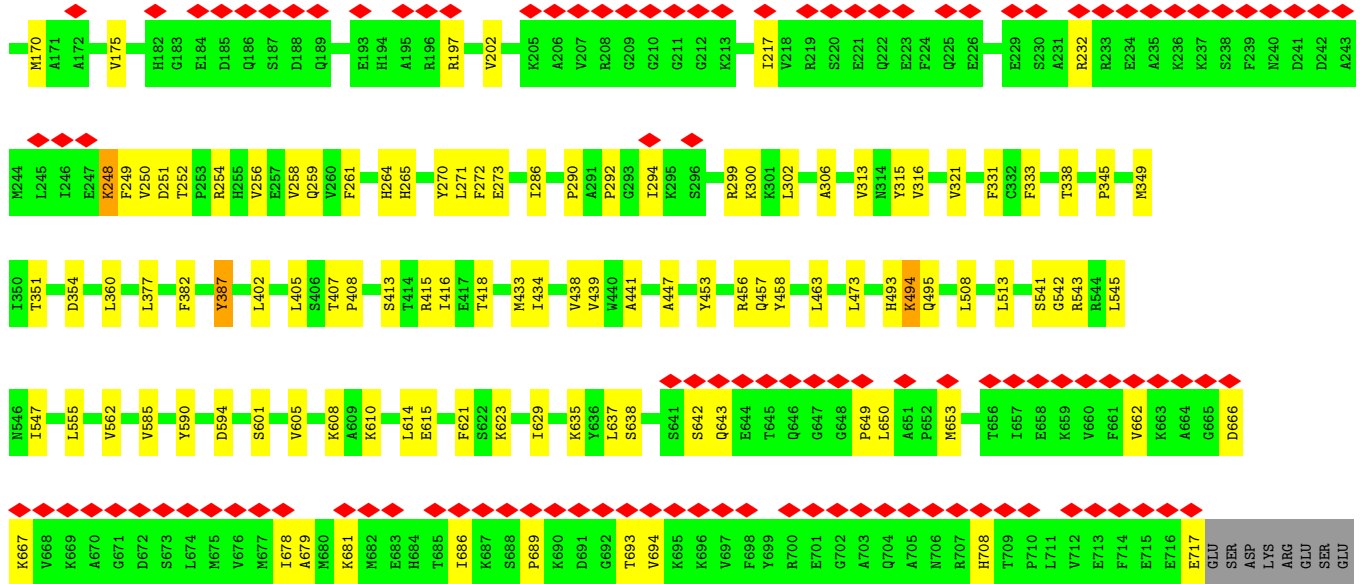 M170 A171 A172 V175 H182 G183 E184 D185 Q186 S187 D188 Q189 E193 H194 A195 R196 R197 V202 K205 A206 V207 R208 G209 G210 G211 G212 K213 I217 V218 R219 S220 E221 Q222 E223 F224 Q225 E226 E229 S230 A231 R232 R233 E234 A235 K236 K237 S238 F239 N240 D241 D242 A243
M244 L245 I246 E247 K248 F249 V250 D251 T252 P253 R254 H255 V256 E257 V258 Q259 V260 F261 H264 H265 Y270 L271 F272 E273 I286 P290 A291 P292 G293 I294 K295 S296 R299 K300 K301 L302 A306 V313 N314 Y315 V316 V321 F331 C332 F333 T338 P345 M349
I350 T351 D354 L360 L377 F382 Y387 L402 L405 S406 T407 P408 S413 T414 R415 I416 E417 T418 M433 I434 V438 V439 W440 A441 A447 Y453 R456 Q457 Y458 L463 L473 H493 K494 Q495 L508 L513 S541 G542 R543 R544 L545
N546 I547 L555 V562 V585 Y590 D594 S601 V605 K608 A609 K610 L614 E615 F621 S622 K623 I629 K635 Y636 L637 S638 S641 S642 Q643 E644 T645 Q646 G647 G648 P649 L650 A651 P652 M653 T656 I657 E658 K659 V660 F661 V662 K663 A664 G665 D666
K667 V668 K669 A670 G671 D672 S673 L674 M675 V676 M677 I678 A679 M680 K681 M682 E683 H684 T685 I686 K687 S688 P689 K690 D691 G692 T693 V694 K695 K696 V697 F698 Y699 R700 E701 G702 A703 Q704 A705 N706 R707 H708 T709 P710 L711 V712 E713 F714 E715 E716 E717 GLU SER ASP LYS ARG GLU SER GLU